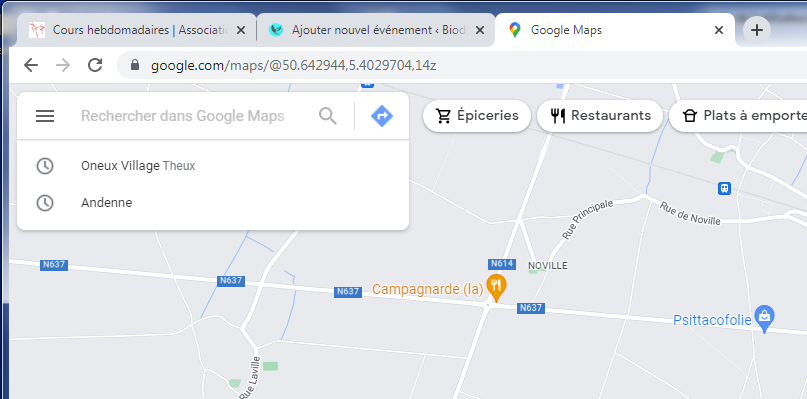 Cours hebdomadaires | Associati
Ajouter nouvel événement ‹ Biod
Google Maps
google.com/maps/@50.642944,5.4029704,14z
Rechercher dans Google Maps
Épiceries
Restaurants
Plats à emporte
Oneux Village Theux
Andenne
Rue Principale
Rue de Noville
N614
NOVILLE
N637
N637
N637
Campagnarde (la)
N637
Psittacofolie
Rue Laville